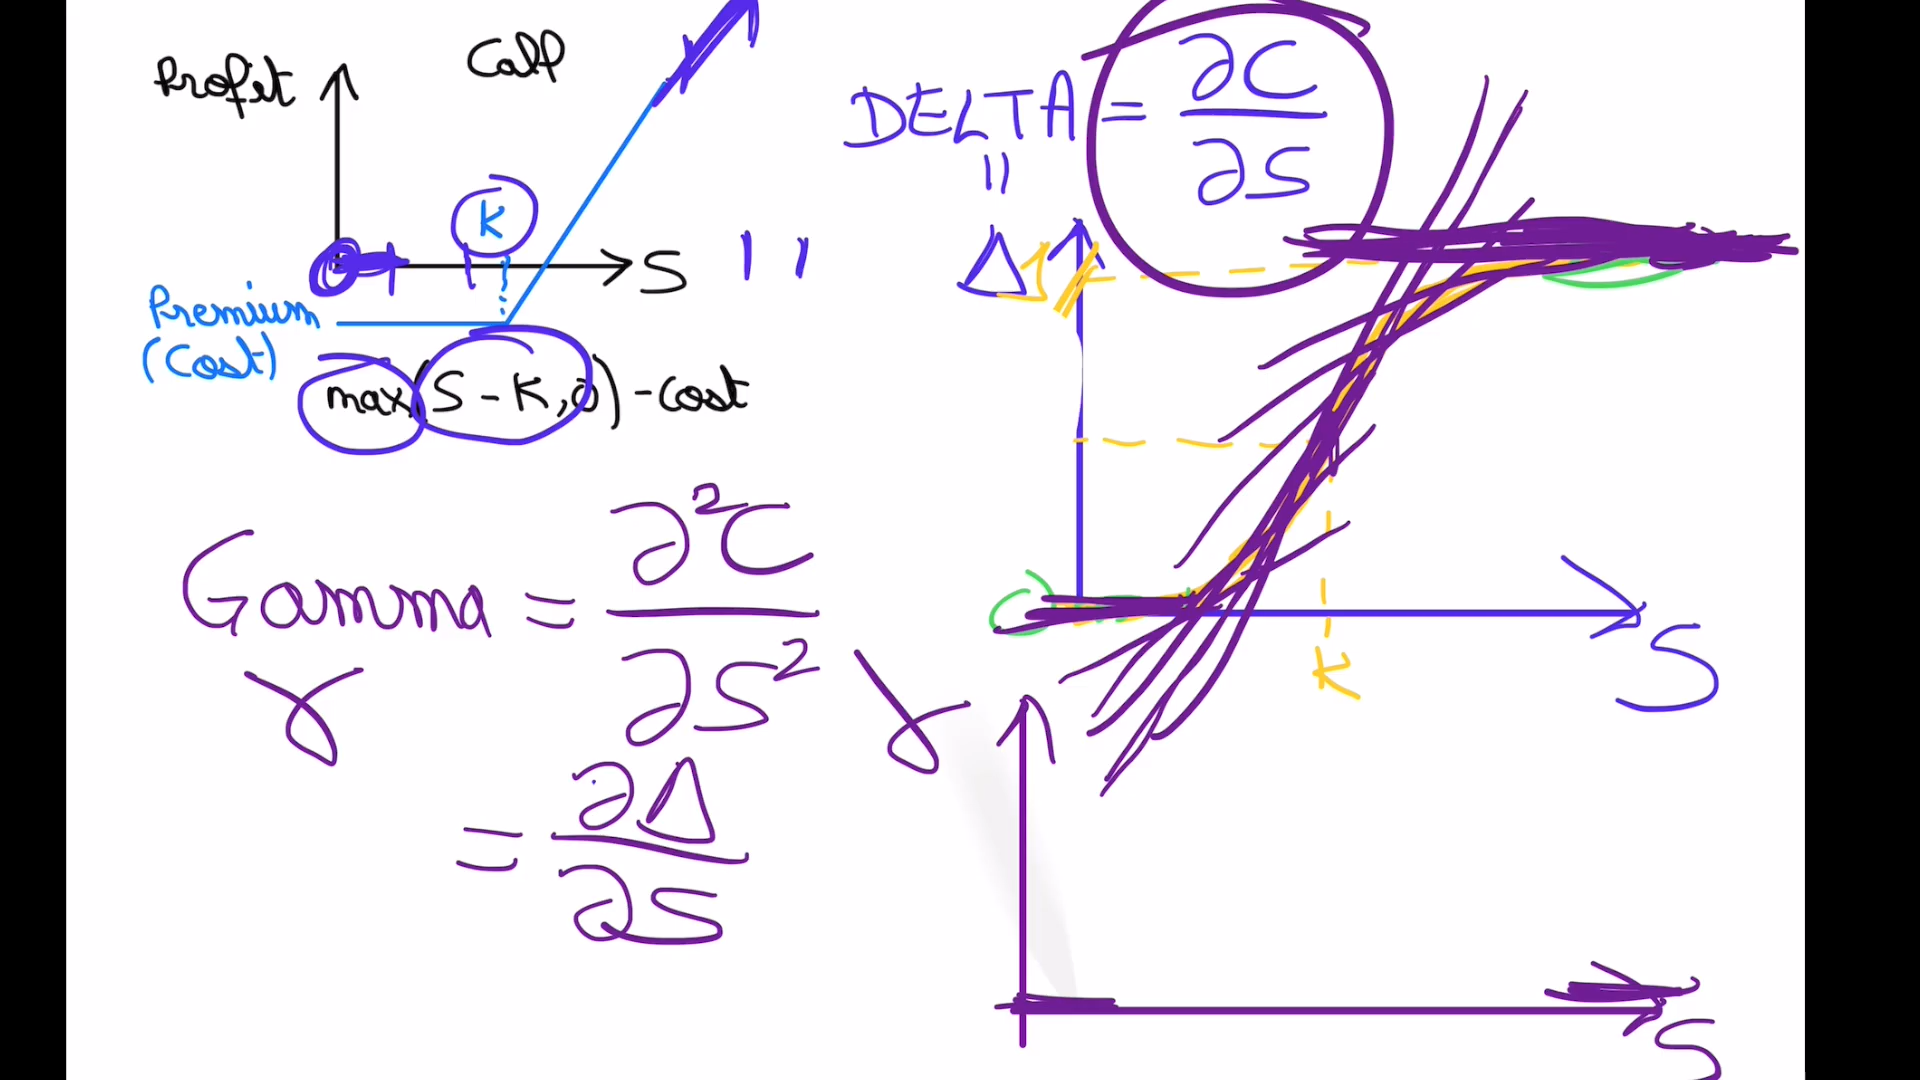 Profit
Call
K
S
Premium
(Cost)
max(S - K, 0) - cost
DELTA = ∂C
∂S
=
Δ
1
K
S
Gamma = ∂²C
∂S²
γ
= ∂Δ
∂S
γ
S